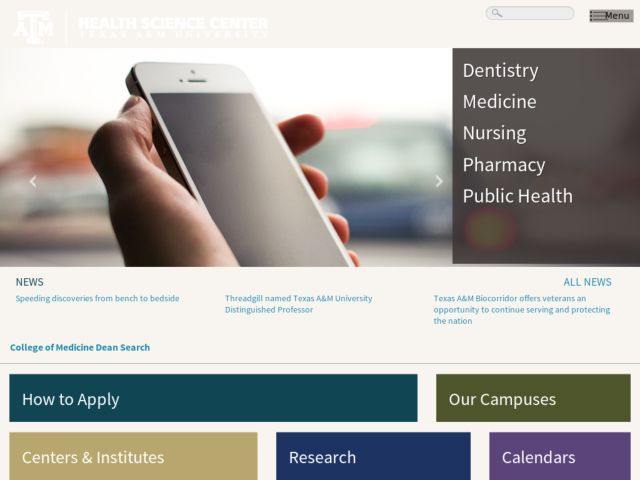 HEALTH SCIENCE CENTER
TEXAS A&M UNIVERSITY
ATM
Menu
Dentistry
Medicine
Nursing
Pharmacy
Public Health
NEWS
ALL NEWS
Speeding discoveries from bench to bedside
Threadgill named Texas A&M University
Distinguished Professor
Texas A&M Biocorridor offers veterans an
opportunity to continue serving and protecting
the nation
College of Medicine Dean Search
How to Apply
Our Campuses
Centers & Institutes
Research
Calendars